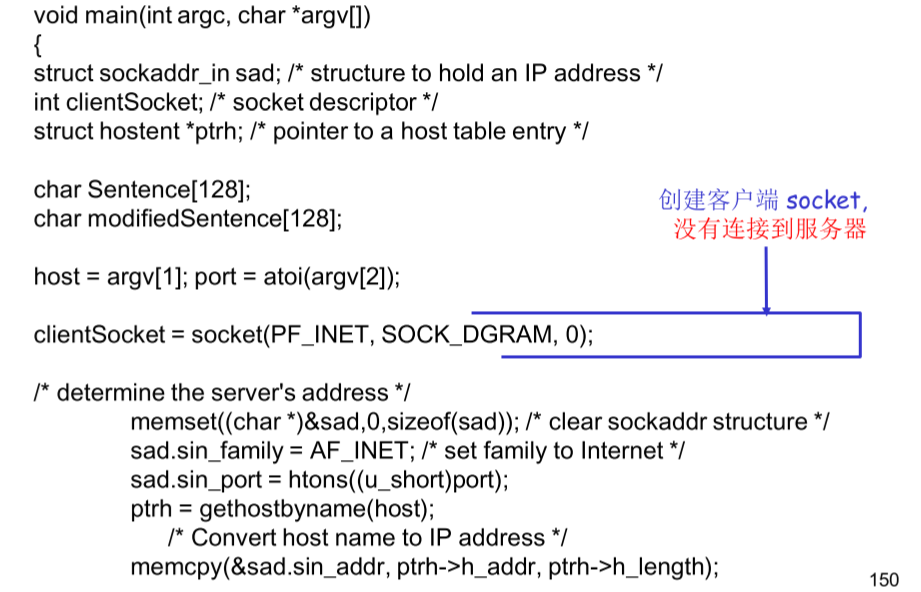 void main(int argc, char *argv[])
{
struct sockaddr_in sad; /* structure to hold an IP address */
int clientSocket; /* socket descriptor */
struct hostent *ptrh; /* pointer to a host table entry */
char Sentence[128];
char modifiedSentence[128];
创建客户端 socket,
没有连接到服务器
host = argv[1]; port = atoi(argv[2]);
clientSocket = socket(PF_INET, SOCK_DGRAM, 0);
/* determine the server's address */
memset((char *)&sad,0,sizeof(sad)); /* clear sockaddr structure */
sad.sin_family = AF_INET; /* set family to Internet */
sad.sin_port = htons((u_short)port);
ptrh = gethostbyname(host);
/* Convert host name to IP address */
memcpy(&sad.sin_addr, ptrh->h_addr, ptrh->h_length);
150